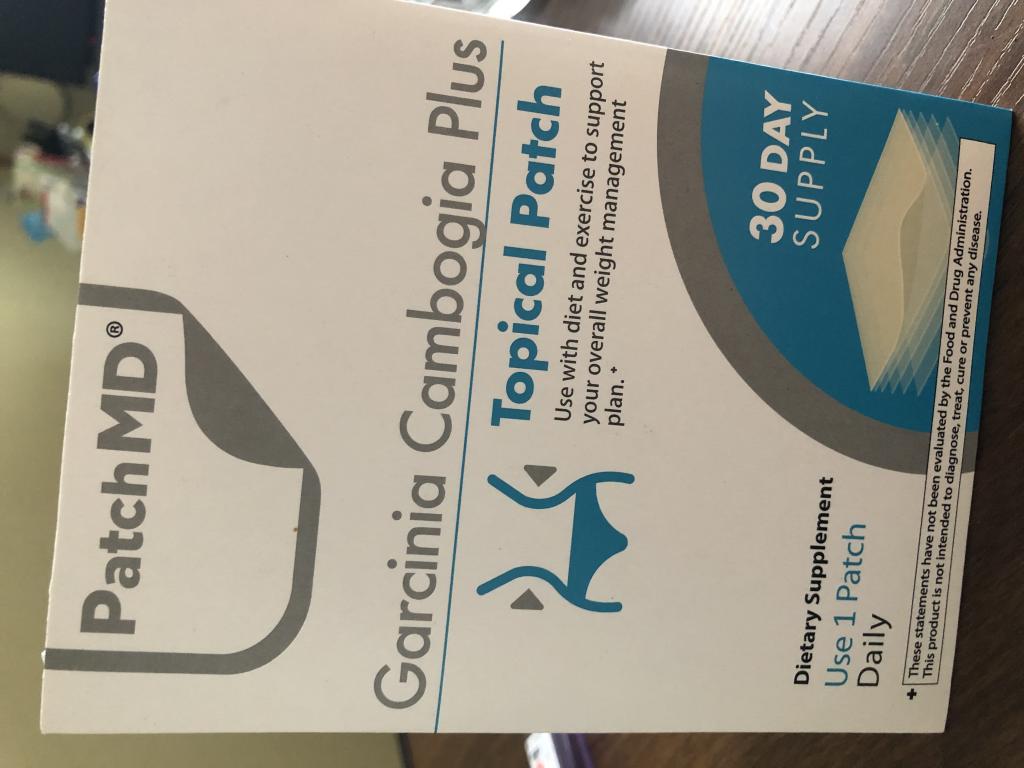 PatchMD®
Garcinia Cambogia Plus
Topical Patch
Use with diet and exercise to support
your overall weight management
plan.+
30 DAY
SUPPLY
Dietary Supplement
Use 1 Patch
Daily
+ These statements have not been evaluated by the Food and Drug Administration.
This product is not intended to diagnose, treat, cure or prevent any disease.